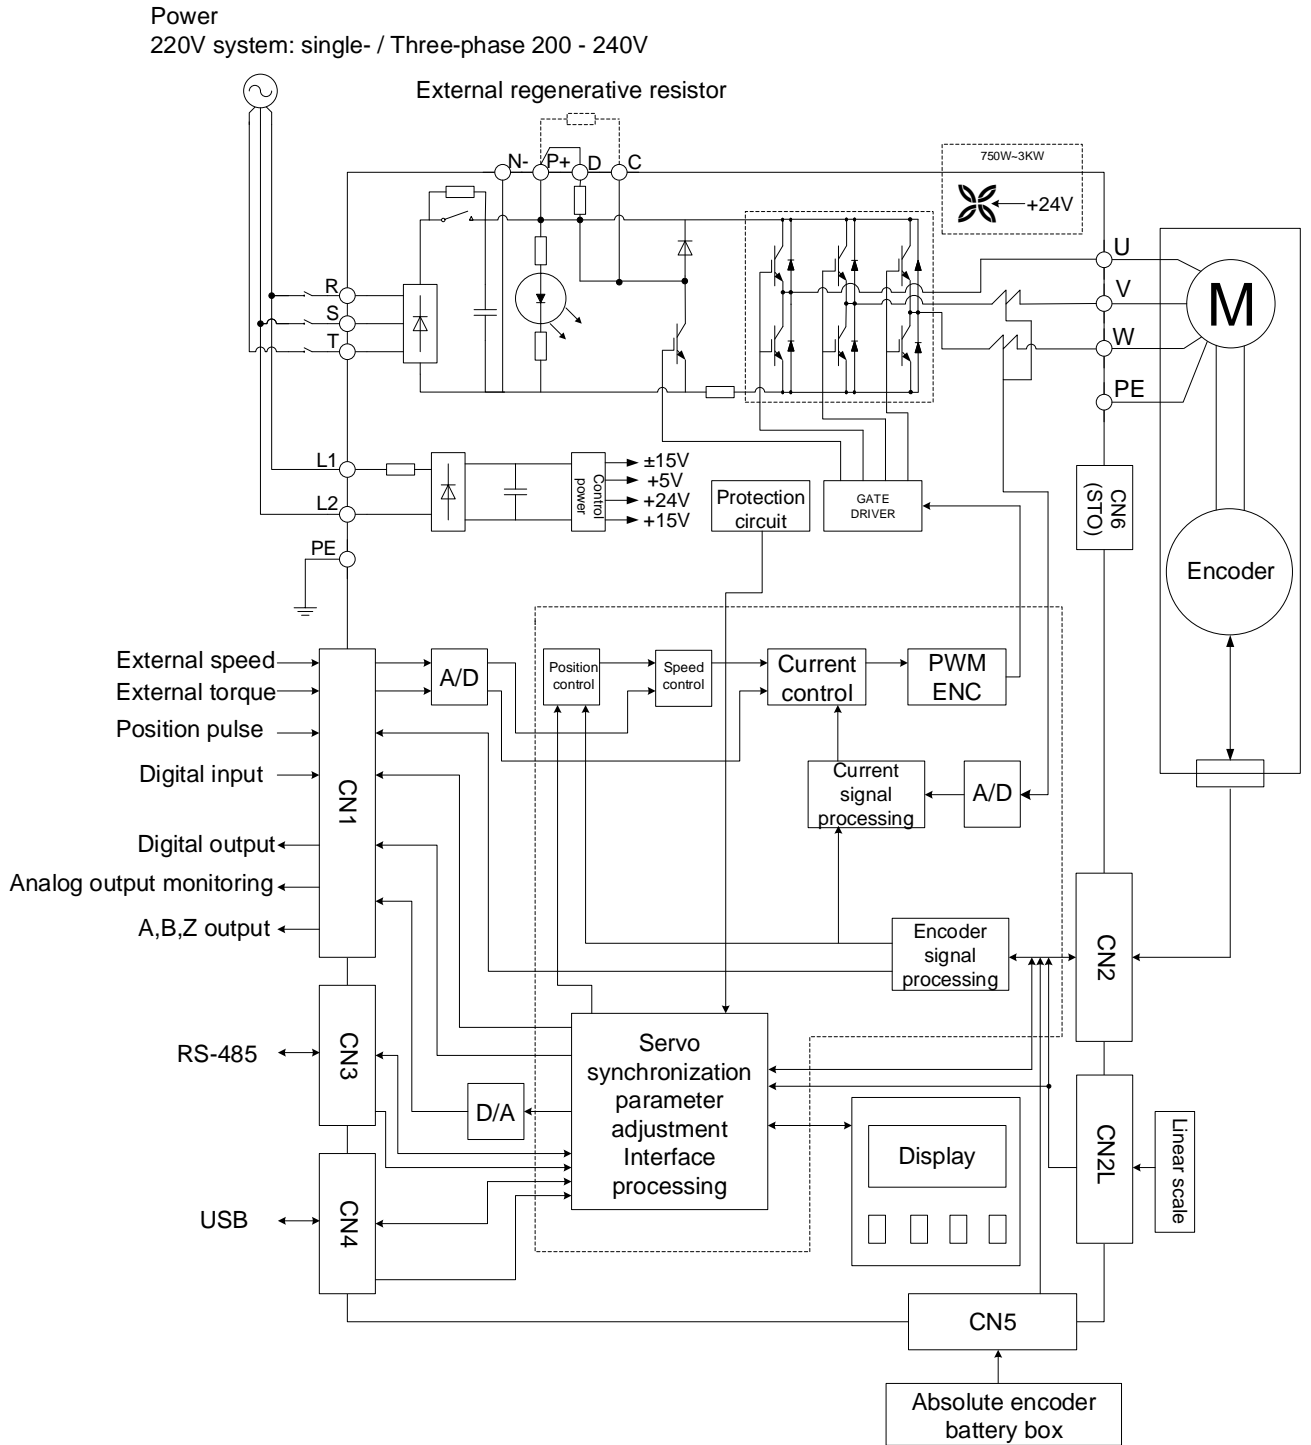 Power
220V system: single- / Three-phase 200 - 240V
External regenerative resistor
N-
P+
D
C
750W~3KW
+24V
R
S
T
U
V
W
PE
M
L1
L2
PE
Control
power
±15V
+5V
+24V
+15V
Protection
circuit
GATE
DRIVER
CN6
(STO)
Encoder
External speed
External torque
Position pulse
Digital input
Digital output
Analog output monitoring
A,B,Z output
CN1
A/D
Position
control
Speed
control
Current
control
PWM
ENC
Current
signal
processing
A/D
Encoder
signal
processing
CN2
RS-485
CN3
D/A
Servo
synchronization
parameter
adjustment
Interface
processing
Display
CN2L
Linear scale
USB
CN4
CN5
Absolute encoder
battery box